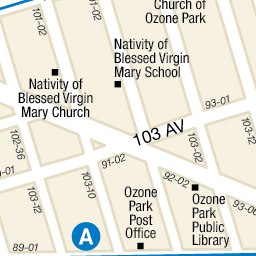 Church of
Ozone Park
101-02
92-02
Nativity of
Blessed Virgin
Mary School
Nativity of
Blessed Virgin
Mary Church
93-01
103 AV
102-36
103-02
91-02
103-12
103-10
92-02
Ozone
Park
Post
Office
Ozone
Park
Public
Library
93-06
103-12
A
89-01